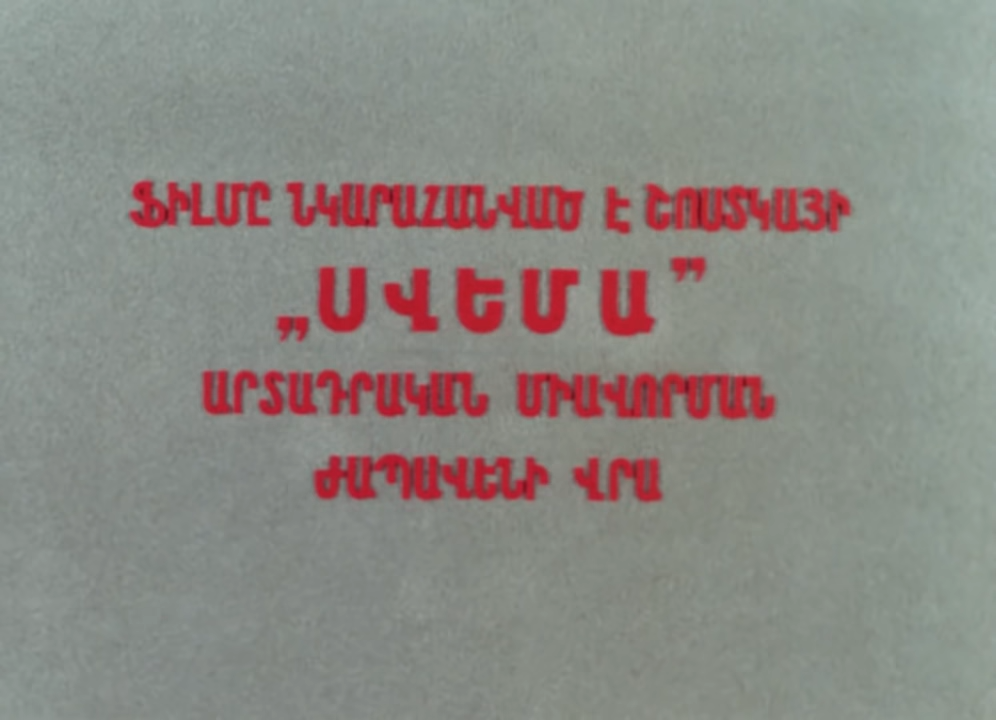 ՖԻԼՄԸ ՆԿԱՐԱՀԱՆՎԱԾ Է ՇՈՍՏԿԱՅԻ
„ՍՎԵՄԱ”
ԱՐՏԱԴՐԱԿԱՆ ՄԻԱՎՈՐՄԱՆ
ԺԱՊԱՎԵՆԻ ՎՐԱ